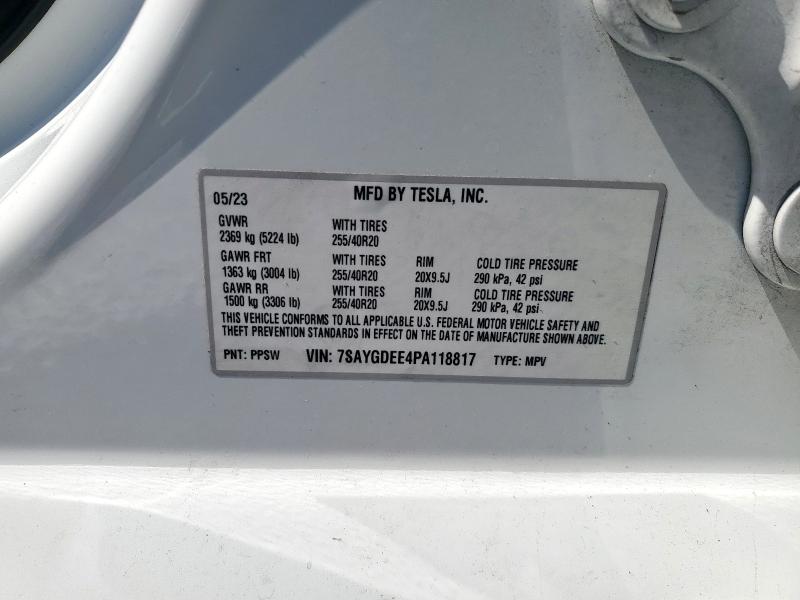 05/23 MFD BY TESLA, INC.
GVWR WITH TIRES
2369 kg (5224 lb) 255/40R20
GAWR FRT WITH TIRES RIM COLD TIRE PRESSURE
1363 kg (3004 lb) 255/40R20 20X9.5J 290 kPa, 42 psi
GAWR RR WITH TIRES RIM COLD TIRE PRESSURE
1500 kg (3306 lb) 255/40R20 20X9.5J 290 kPa, 42 psi
THIS VEHICLE CONFORMS TO ALL APPLICABLE U.S. FEDERAL MOTOR VEHICLE SAFETY AND
THEFT PREVENTION STANDARDS IN EFFECT ON THE DATE OF MANUFACTURE SHOWN ABOVE.
PNT: PPSW VIN: 7SAYGDEE4PA118817 TYPE: MPV